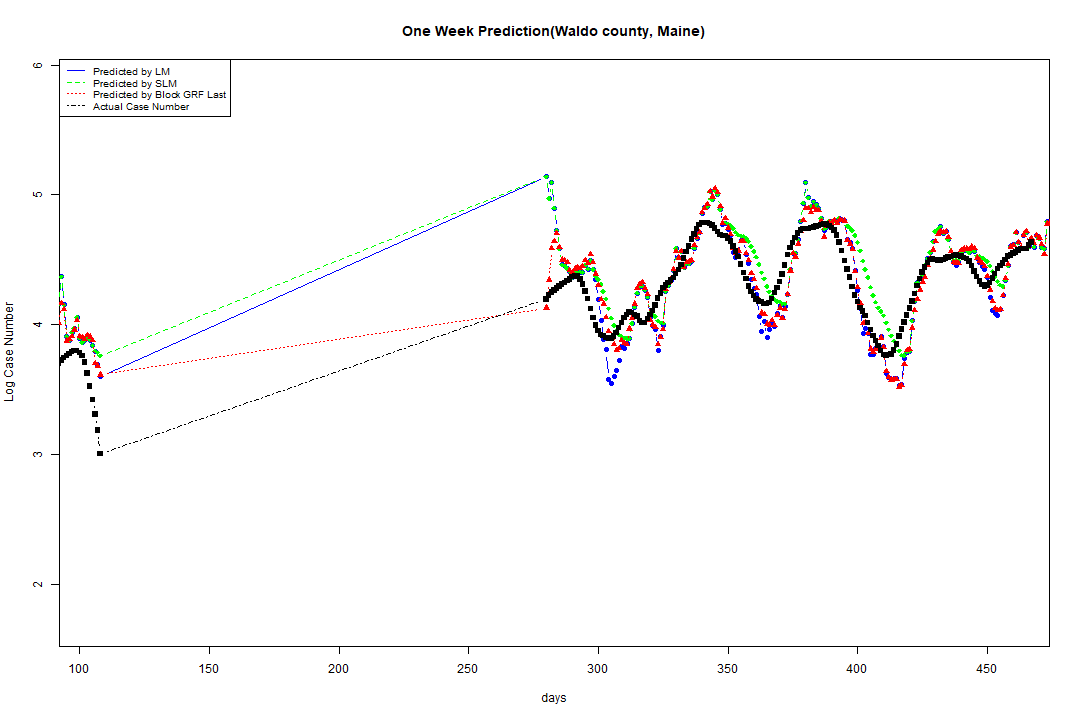 One Week Prediction(Waldo county, Maine)
Predicted by LM
Predicted by SLM
Predicted by Block GRF Last
Actual Case Number
6
5
4
3
2
Log Case Number
100 150 200 250 300 350 400 450
days